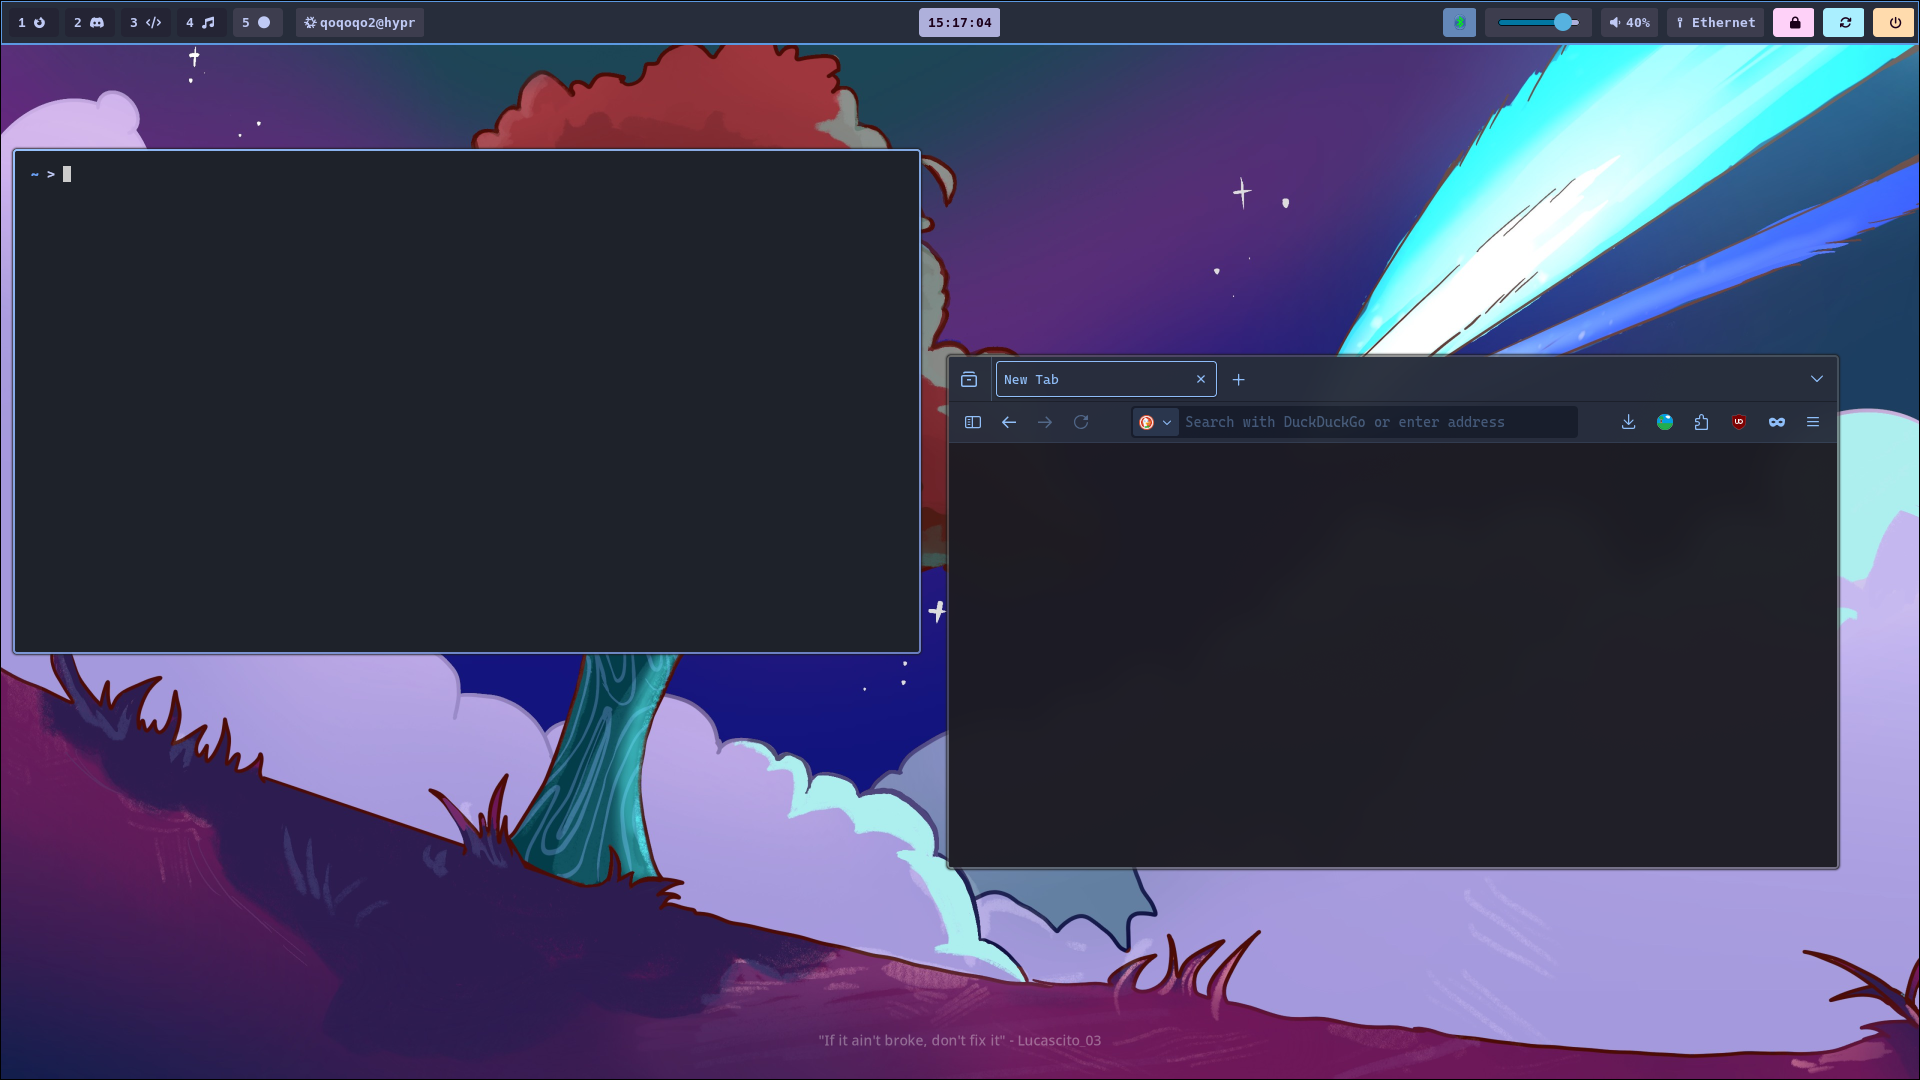 1 2 3 4 5 qoqoqo2@hypr 15:17:04 40% Ethernet
~ >
New Tab
Search with DuckDuckGo or enter address
"If it ain't broke, don't fix it" - Lucascito_03